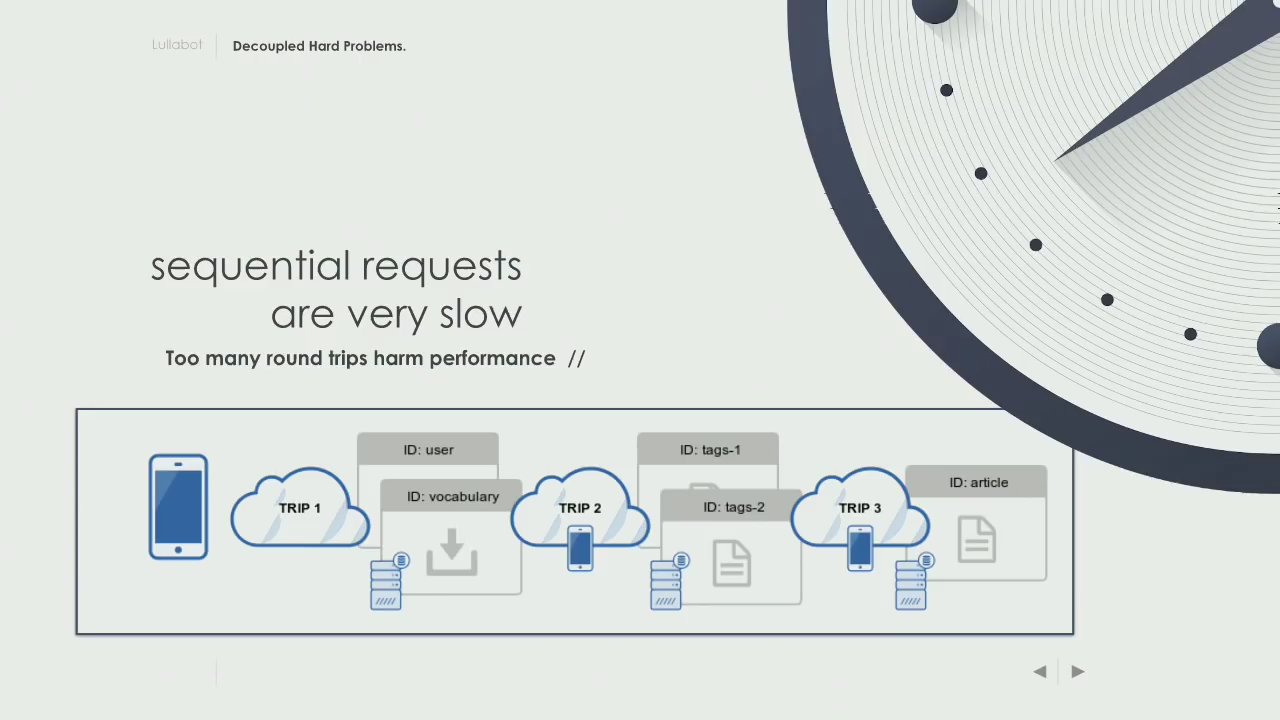 Lullabot
Decoupled Hard Problems.
sequential requests
are very slow
Too many round trips harm performance //
ID: user
ID: vocabulary
TRIP 1
ID: tags-1
ID: tags-2
TRIP 2
ID: article
TRIP 3